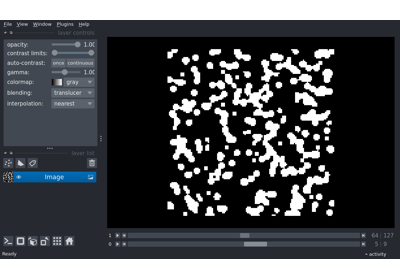 File View Window Plugins Help
layer controls
opacity: 1.00
contrast limits:
auto-contrast: once continuous
gamma: 1.00
colormap: gray
blending: translucer
interpolation: nearest
layer list
Image
1 64 127
0 5 9
Ready activity